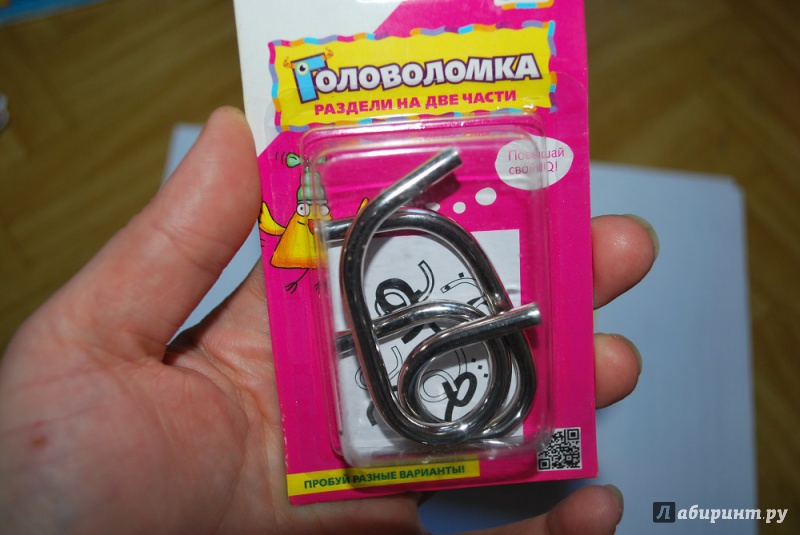 ГОЛОВОЛОМКА
РАЗДЕЛИ НА ДВЕ ЧАСТИ
Повышай
свой IQ!
ПРОБУЙ РАЗНЫЕ ВАРИАНТЫ!
Лабиринт.ру